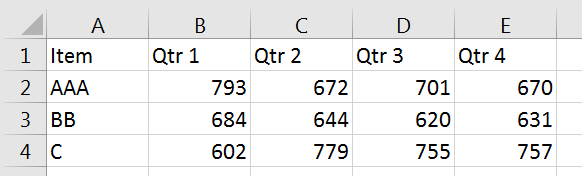 A B C D E
1 Item Qtr 1 Qtr 2 Qtr 3 Qtr 4
2 AAA 793 672 701 670
3 BB 684 644 620 631
4 C 602 779 755 757